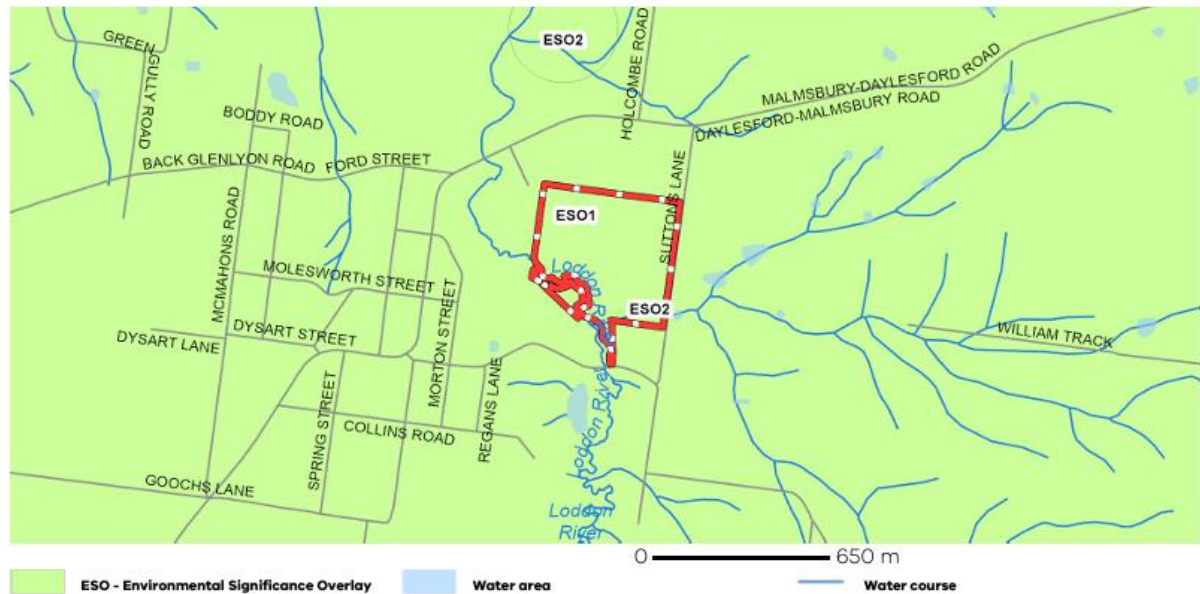 ESO2
HOLCOMBE ROAD
GREEN
GULLY ROAD
MALMSBURY-DAYLESFORD ROAD
DAYLESFORD-MALMSBURY ROAD
BODDY ROAD
BACK GLENLYON ROAD
FORD STREET
SUTTONS LANE
ESO1
MCMAHONS ROAD
MOLESWORTH STREET
Loddon River
ESO2
DYSART LANE
DYSART STREET
MORTON STREET
WILLIAM TRACK
REGANS LANE
SPRING STREET
COLLINS ROAD
Loddon River
GOOCHS LANE
Loddon
River
0 650 m
ESO - Environmental Significance Overlay
Water area
Water course